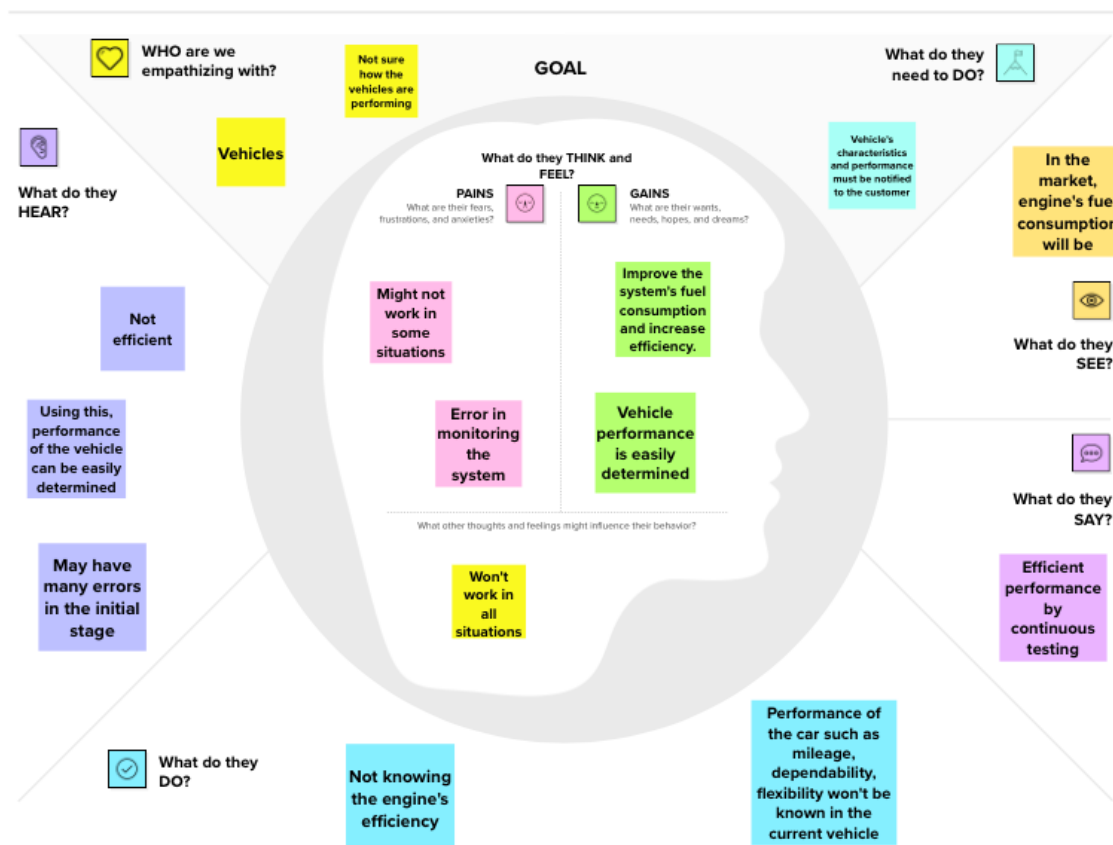 WHO are we
empathizing with?
Not sure
how the
vehicles are
performing
Vehicles
GOAL
What do they
need to DO?
Vehicle's
characteristics
and performance
must be notified
to the customer
What do they
HEAR?
Not
efficient
Using this,
performance
of the vehicle
can be easily
determined
May have
many errors
in the initial
stage
What do they THINK and
FEEL?
PAINS
What are their fears,
frustrations, and anxieties?
Might not
work in
some
situations
Error in
monitoring
the
system
GAINS
What are their wants,
needs, hopes, and dreams?
Improve the
system's fuel
consumption
and increase
efficiency.
Vehicle
performance
is easily
determined
What other thoughts and feelings might influence their behavior?
Won't
work in
all
situations
In the
market,
engine's fue
consumption
will be
What do they
SEE?
What do they
SAY?
Efficient
performance
by
continuous
testing
What do they
DO?
Not knowing
the engine's
efficiency
Performance of
the car such as
mileage,
dependability,
flexibility won't be
known in the
current vehicle